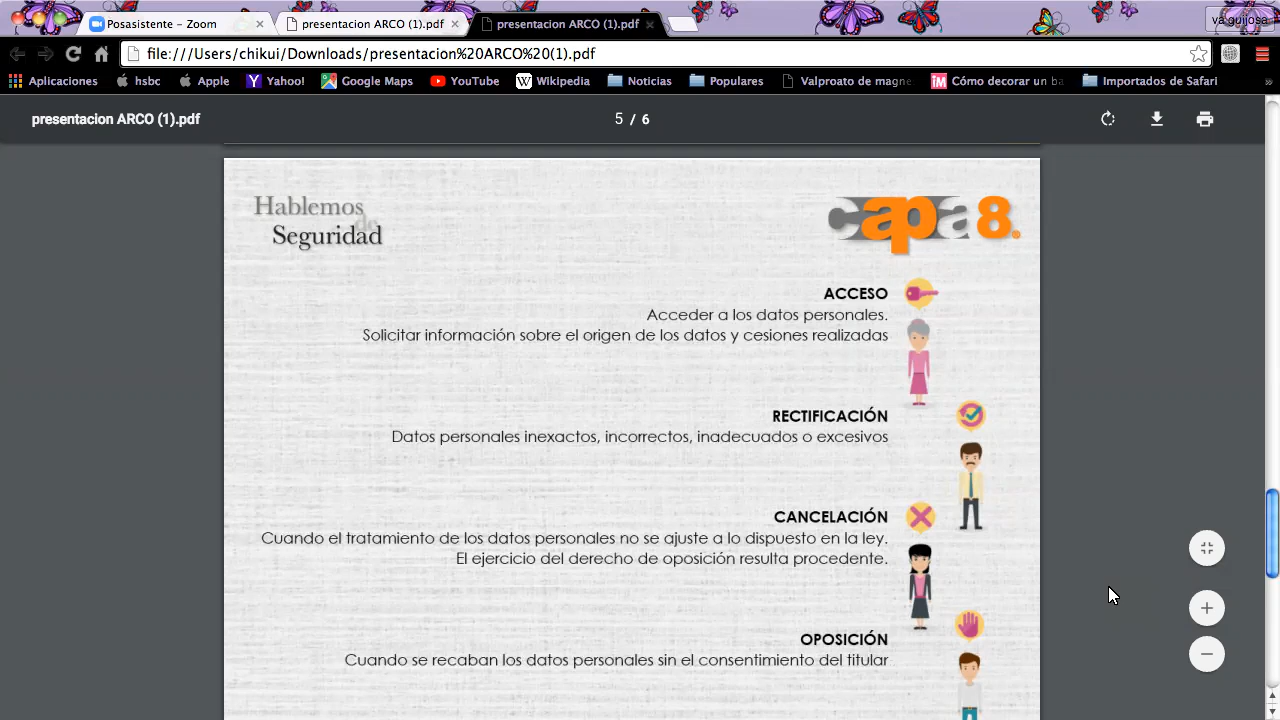 Posasistente – Zoom
presentacion ARCO (1).pdf
presentacion ARCO (1).pdf
va guijosa
file:///Users/chikui/Downloads/presentacion%20ARCO%20(1).pdf
Aplicaciones
hsbc
Apple
Yahoo!
Google Maps
YouTube
Wikipedia
Noticias
Populares
Valproato de magne
Cómo decorar un ba
Importados de Safari
»
presentacion ARCO (1).pdf
5 / 6
Hablemos
de
Seguridad
capa8
ACCESO
Acceder a los datos personales.
Solicitar información sobre el origen de los datos y cesiones realizadas
RECTIFICACIÓN
Datos personales inexactos, incorrectos, inadecuados o excesivos
CANCELACIÓN
Cuando el tratamiento de los datos personales no se ajuste a lo dispuesto en la ley.
El ejercicio del derecho de oposición resulta procedente.
OPOSICIÓN
Cuando se recaban los datos personales sin el consentimiento del titular